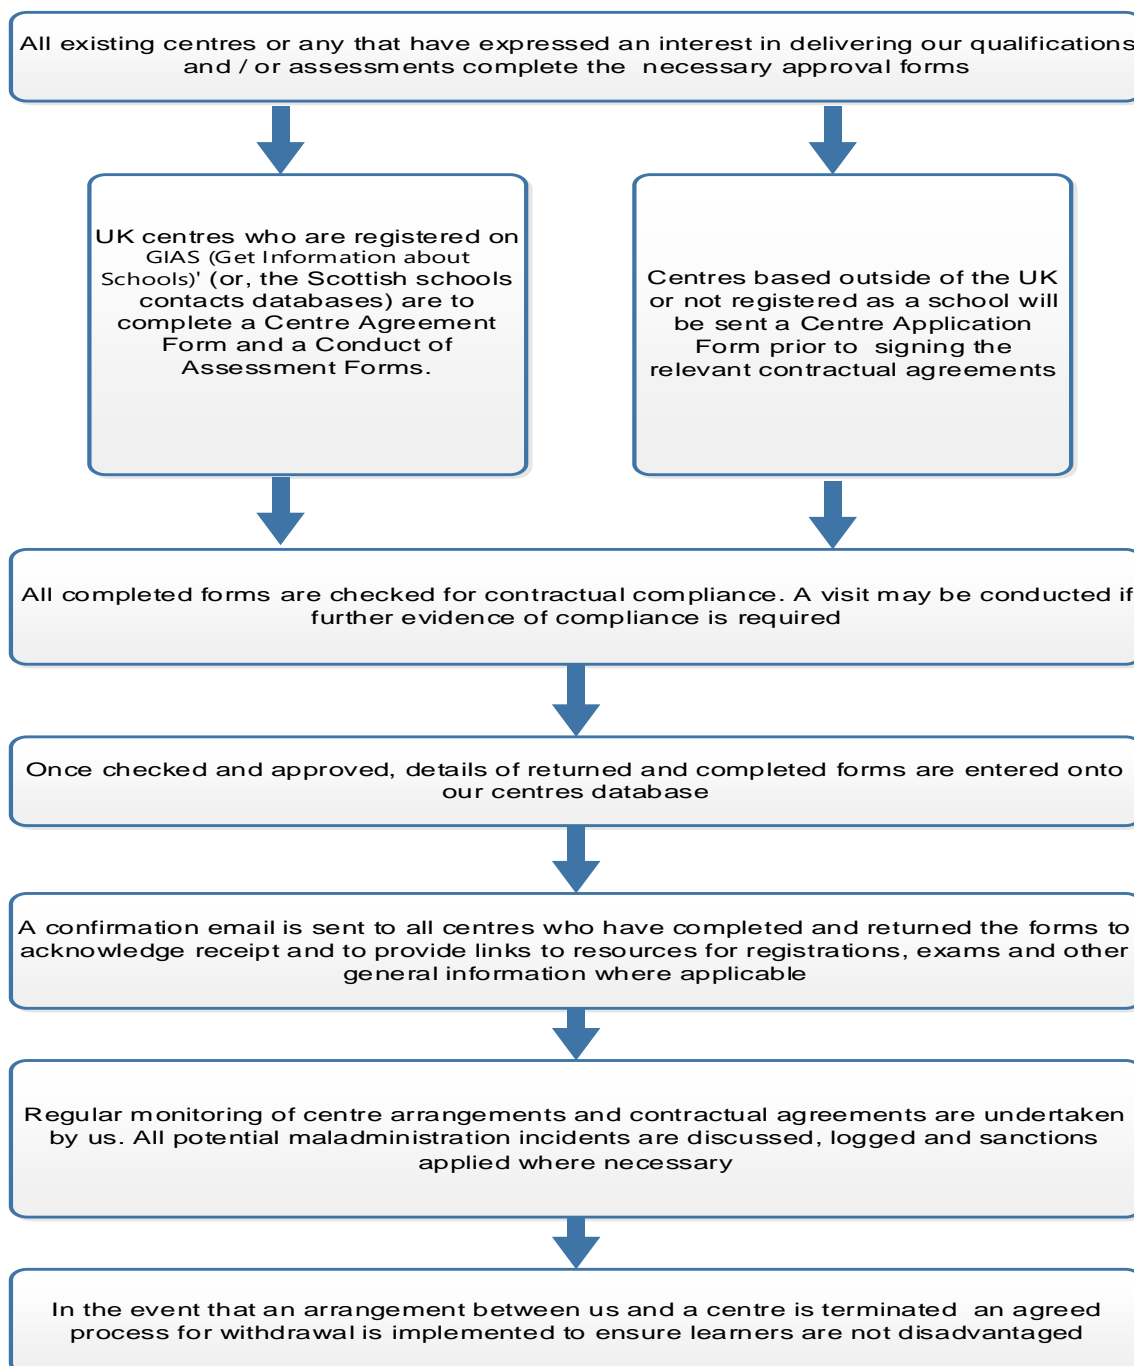 All existing centres or any that have expressed an interest in delivering our qualifications
and / or assessments complete the necessary approval forms
UK centres who are registered on
GIAS (Get Information about
Schools)' (or, the Scottish schools
contacts databases) are to
complete a Centre Agreement
Form and a Conduct of
Assessment Forms.
Centres based outside of the UK
or not registered as a school will
be sent a Centre Application
Form prior to signing the
relevant contractual agreements
All completed forms are checked for contractual compliance. A visit may be conducted if
further evidence of compliance is required
Once checked and approved, details of returned and completed forms are entered onto
our centres database
A confirmation email is sent to all centres who have completed and returned the forms to
acknowledge receipt and to provide links to resources for registrations, exams and other
general information where applicable
Regular monitoring of centre arrangements and contractual agreements are undertaken
by us. All potential maladministration incidents are discussed, logged and sanctions
applied where necessary
In the event that an arrangement between us and a centre is terminated an agreed
process for withdrawal is implemented to ensure learners are not disadvantaged